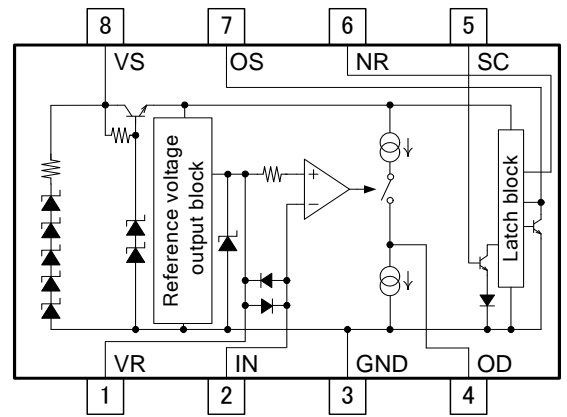 8 7 6 5
VS OS NR SC
Reference voltage
output block
+
−
Latch block
VR IN GND OD
1 2 3 4